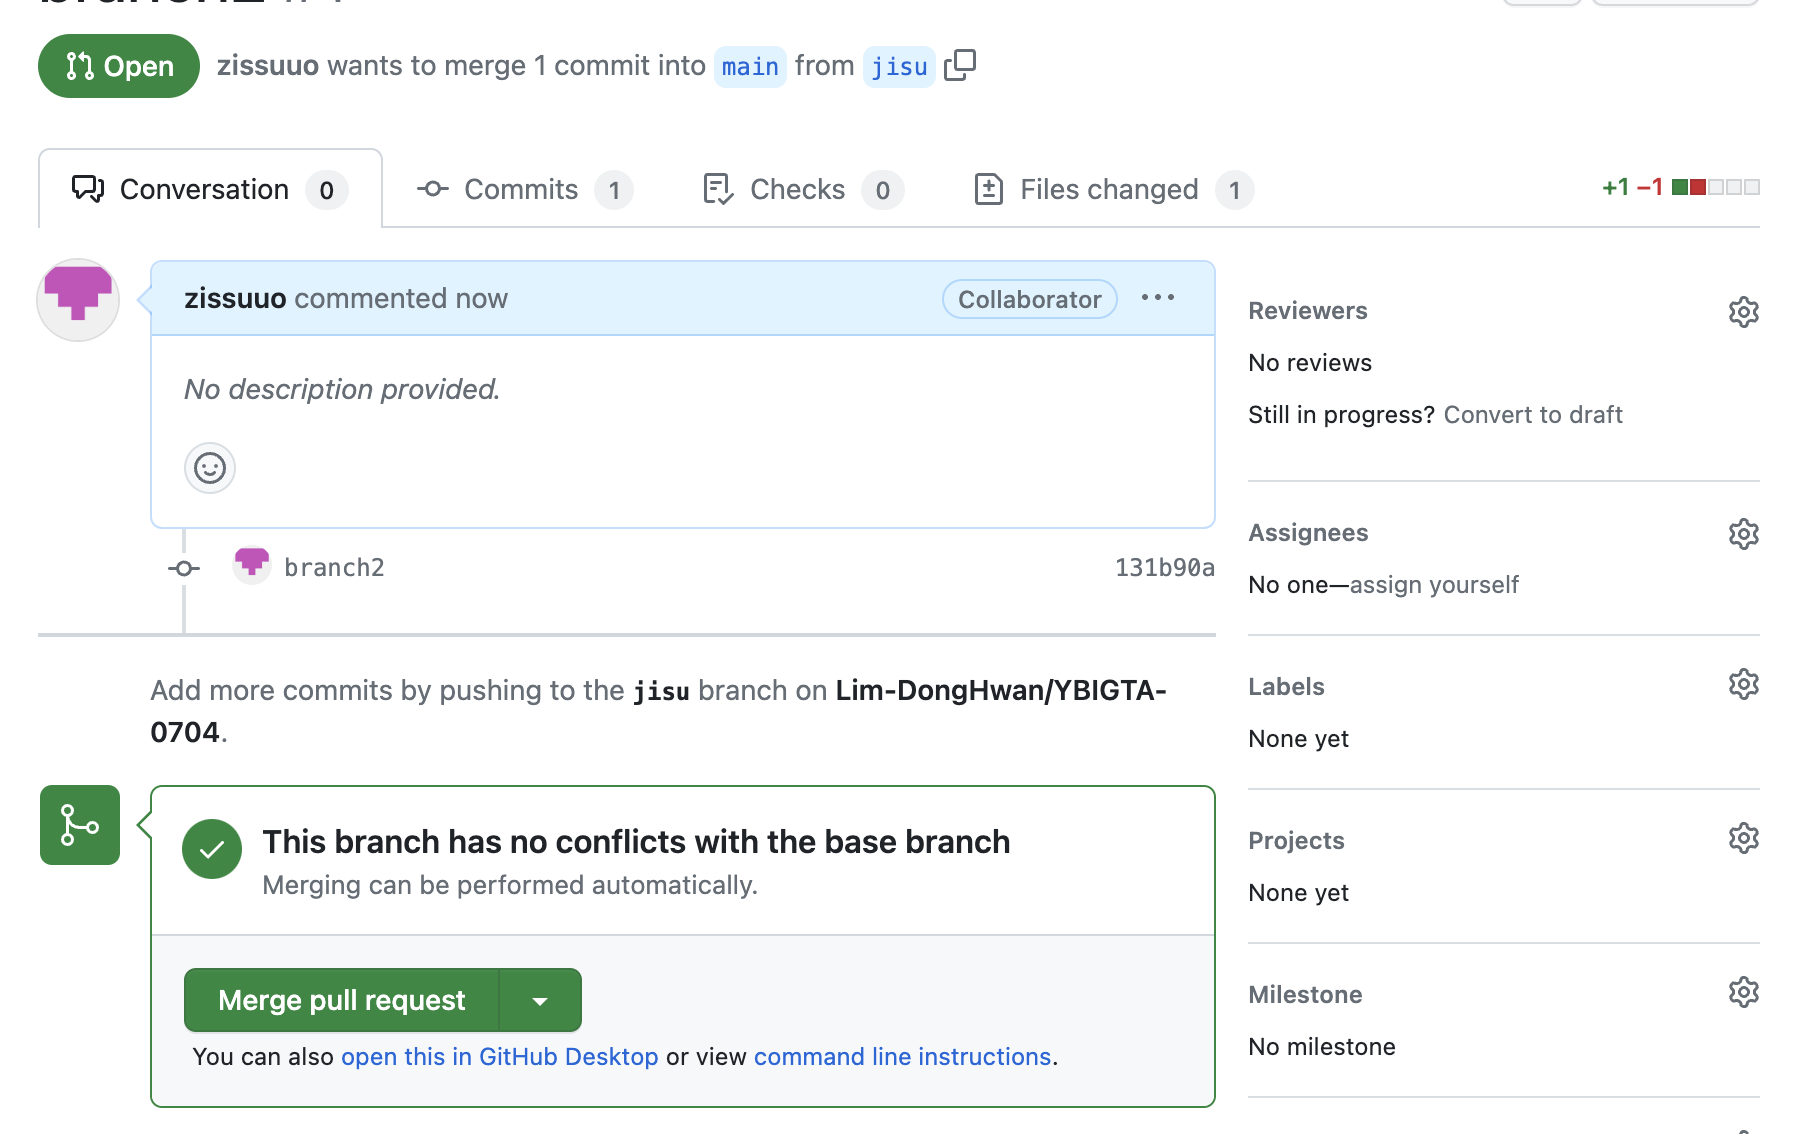 Open
zissuuo wants to merge 1 commit into main from jisu
Conversation 0
Commits 1
Checks 0
Files changed 1
+1 −1
zissuuo commented now
Collaborator
No description provided.
branch2
131b90a
Add more commits by pushing to the jisu branch on Lim-DongHwan/YBIGTA-
0704.
This branch has no conflicts with the base branch
Merging can be performed automatically.
Merge pull request
You can also open this in GitHub Desktop or view command line instructions.
Reviewers
No reviews
Still in progress? Convert to draft
Assignees
No one—assign yourself
Labels
None yet
Projects
None yet
Milestone
No milestone